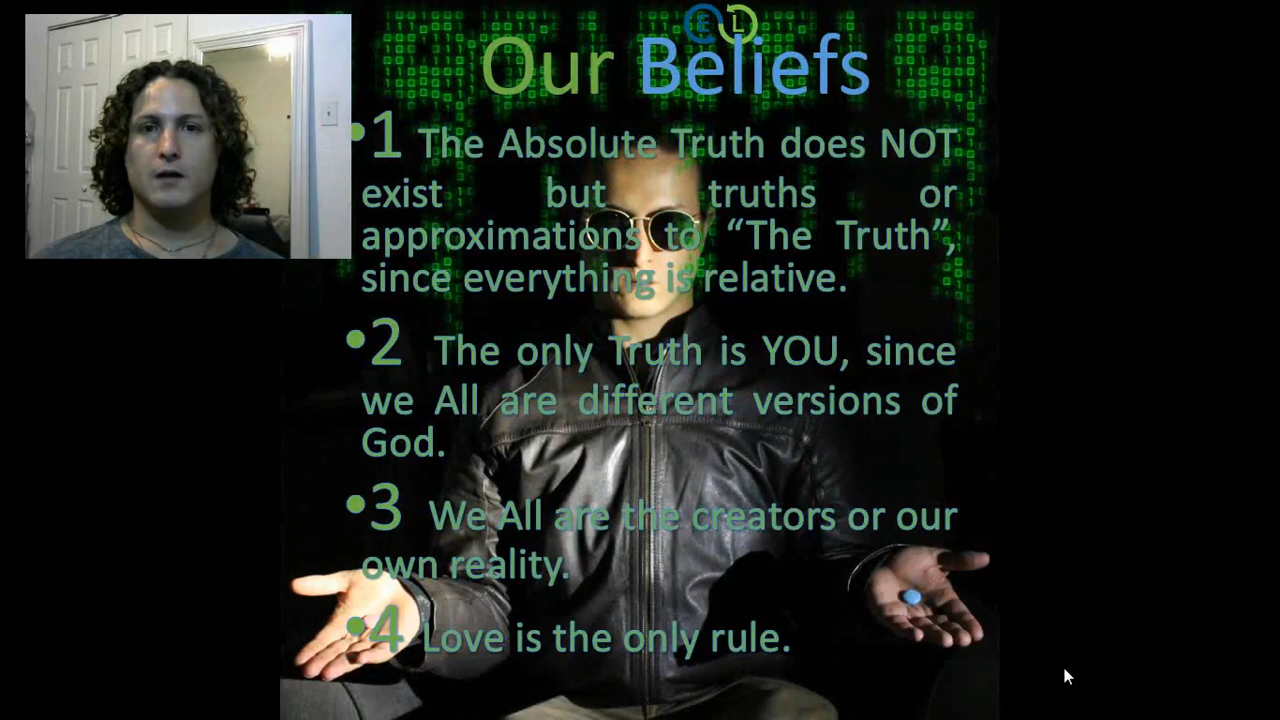 E L
Our Beliefs
•1 The Absolute Truth does NOT
exist but truths or
approximations to “The Truth”,
since everything is relative.
•2 The only Truth is YOU, since
we All are different versions of
God.
•3 We All are the creators or our
own reality.
•4 Love is the only rule.